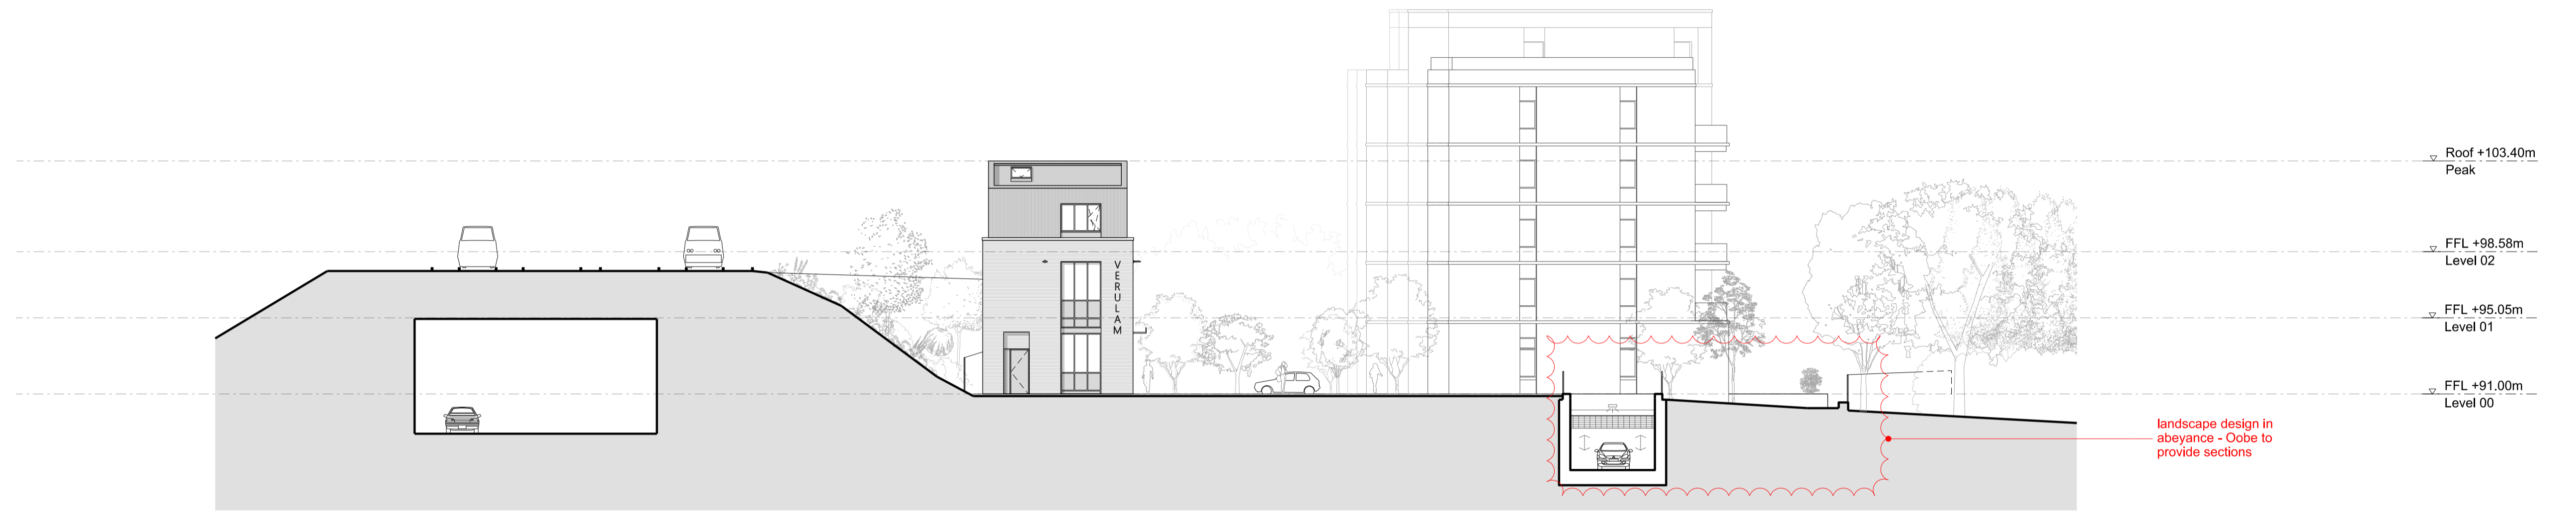 VERULAM
Roof +103.40m
Peak
FFL +98.58m
Level 02
FFL +95.05m
Level 01
FFL +91.00m
Level 00
landscape design in
abeyance - Oobe to
provide sections